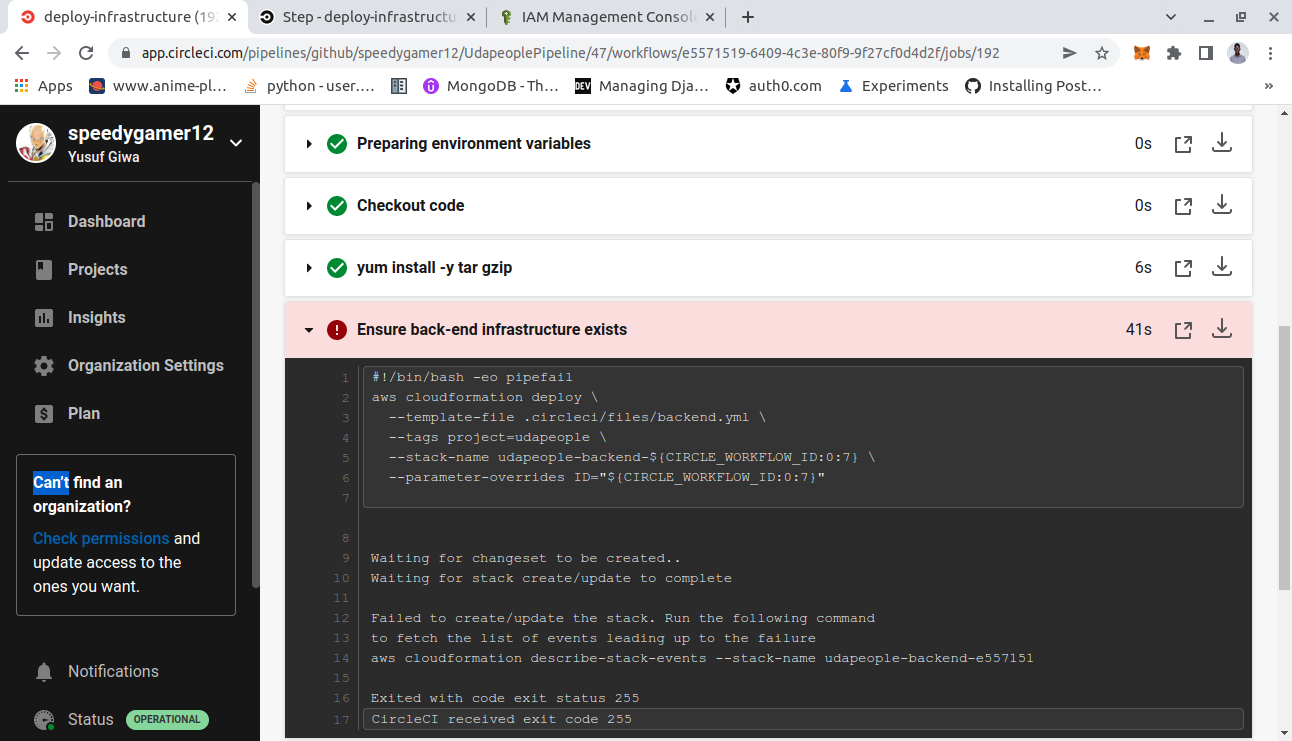 deploy-infrastructure (192
Step - deploy-infrastructu
IAM Management Consol
app.circleci.com/pipelines/github/speedygamer12/UdapeoplePipeline/47/workflows/e5571519-6409-4c3e-80f9-9f27cf0d4d2f/jobs/192
Apps
www.anime-pl...
python - user....
MongoDB - Th...
DEV
Managing Dja...
auth0.com
Experiments
Installing Post...
»
speedygamer12
Yusuf Giwa
Dashboard
Projects
Insights
Organization Settings
Plan
Can't find an
organization?
Check permissions and
update access to the
ones you want.
Notifications
Status OPERATIONAL
Preparing environment variables 0s
Checkout code 0s
yum install -y tar gzip 6s
Ensure back-end infrastructure exists 41s
1 #!/bin/bash -eo pipefail
2 aws cloudformation deploy \
3 --template-file .circleci/files/backend.yml \
4 --tags project=udapeople \
5 --stack-name udapeople-backend-${CIRCLE_WORKFLOW_ID:0:7} \
6 --parameter-overrides ID="${CIRCLE_WORKFLOW_ID:0:7}"
7
8
9 Waiting for changeset to be created..
10 Waiting for stack create/update to complete
11
12 Failed to create/update the stack. Run the following command
13 to fetch the list of events leading up to the failure
14 aws cloudformation describe-stack-events --stack-name udapeople-backend-e557151
15
16 Exited with code exit status 255
17 CircleCI received exit code 255